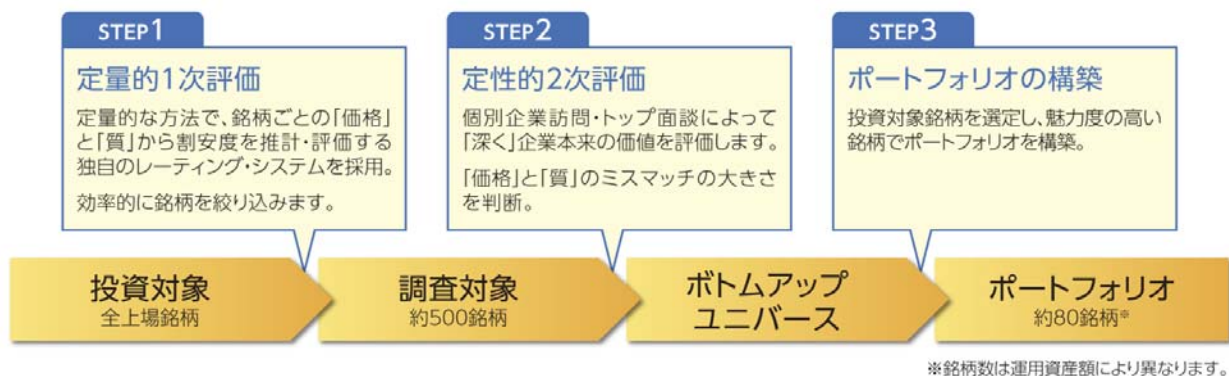 STEP1
定量的1次評価
定量的な方法で、銘柄ごとの「価格」
と「質」から割安度を推計・評価する
独自のレーティング・システムを採用。
効率的に銘柄を絞り込みます。
STEP2
定性的2次評価
個別企業訪問・トップ面談によって
「深く」企業本来の価値を評価します。
「価格」と「質」のミスマッチの大きさ
を判断。
STEP3
ポートフォリオの構築
投資対象銘柄を選定し、魅力度の高い
銘柄でポートフォリオを構築。
投資対象
全上場銘柄
調査対象
約500銘柄
ボトムアップ
ユニバース
ポートフォリオ
約80銘柄※
※銘柄数は運用資産額により異なります。